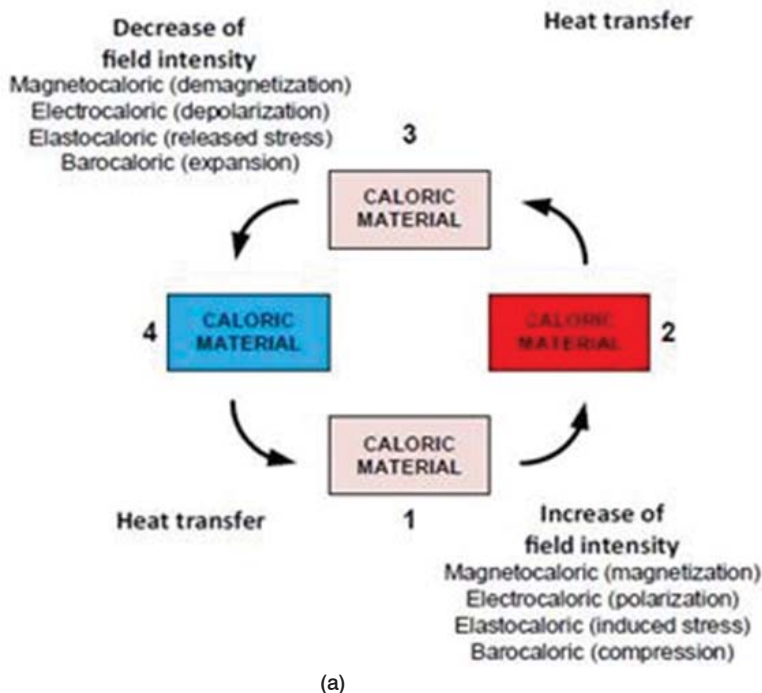 Decrease of
field intensity
Magnetocaloric (demagnetization)
Electrocaloric (depolarization)
Elastocaloric (released stress)
Barocaloric (expansion)
Heat transfer
3
CALORIC
MATERIAL
4
CALORIC
MATERIAL
CALORIC
MATERIAL
2
CALORIC
MATERIAL
1
Heat transfer
Increase of
field intensity
Magnetocaloric (magnetization)
Electrocaloric (polarization)
Elastocaloric (induced stress)
Barocaloric (compression)
(a)